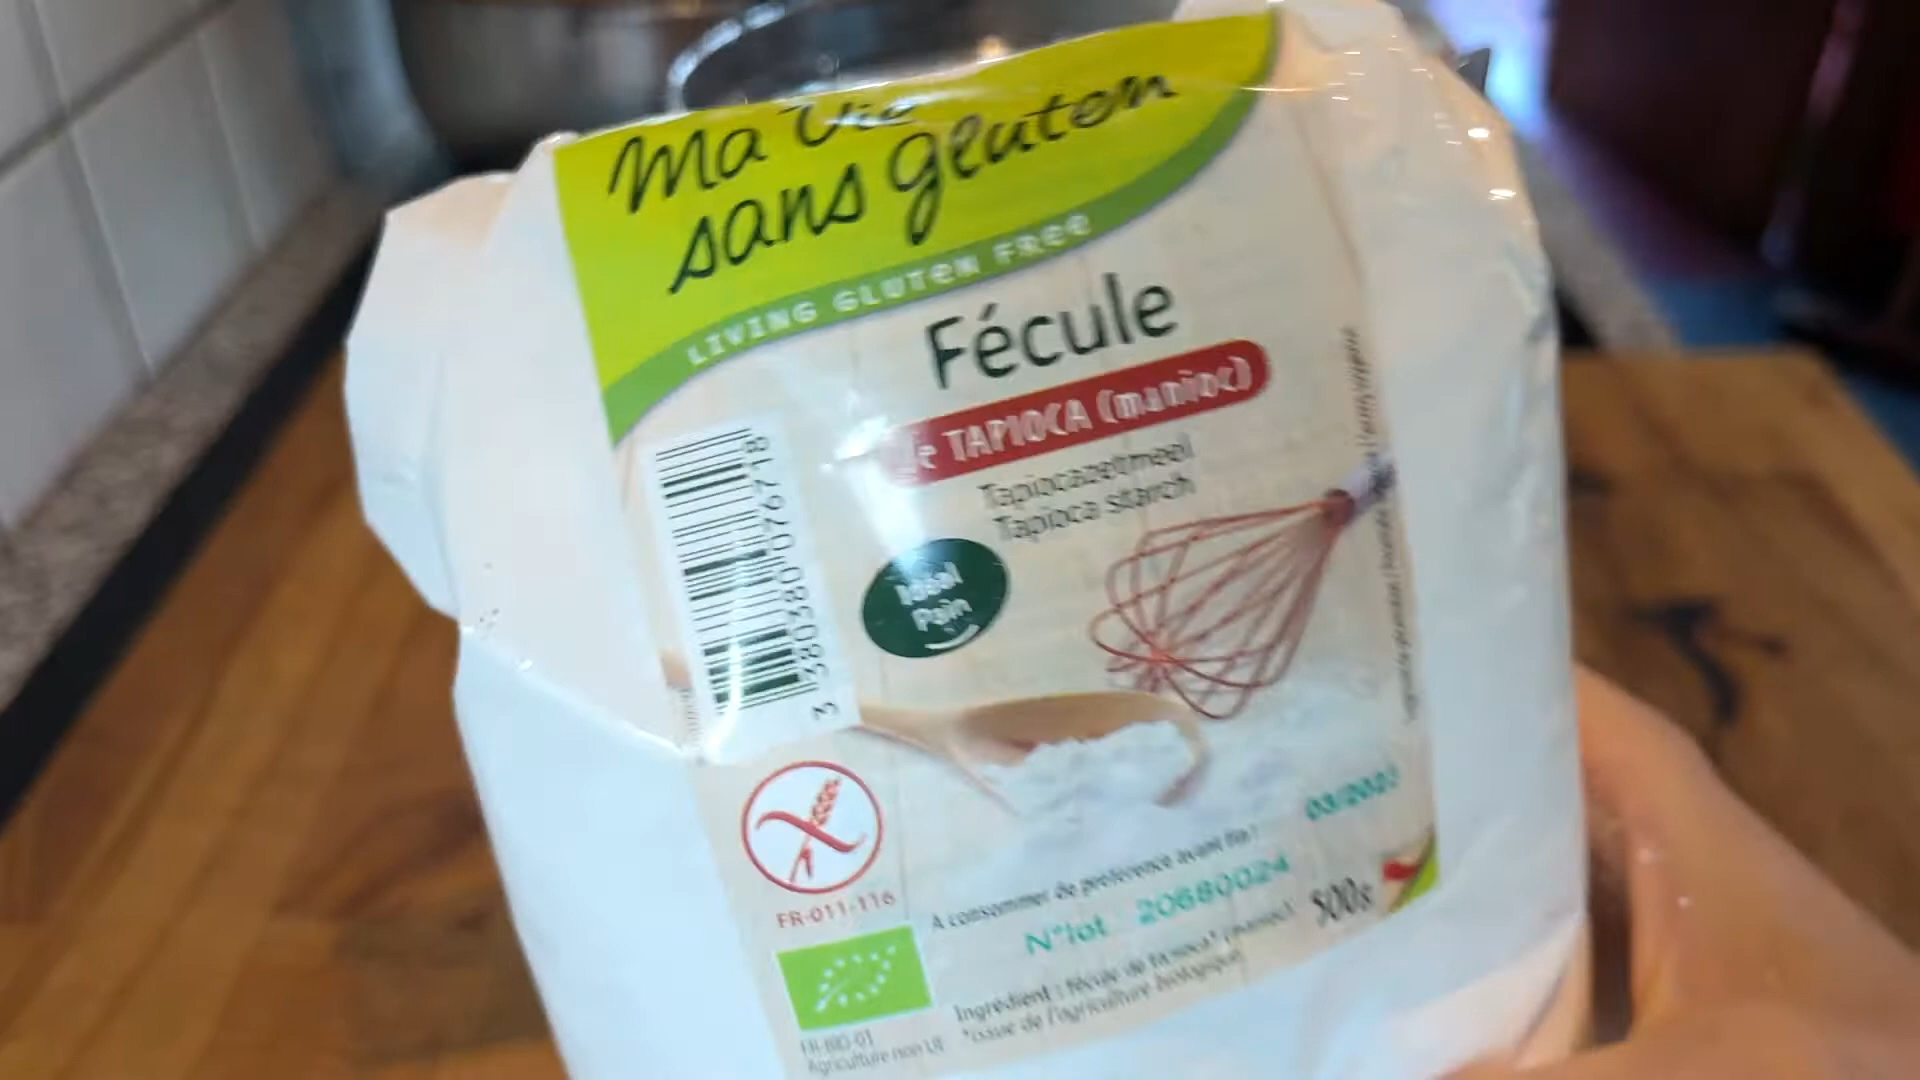 Ma Vie
sans gluten
LIVING GLUTEN FREE
Fécule
de TAPIOCA (manioc)
Tapiocazetmeel
Tapioca starch
Idéal
Pain
3 380380 076718
FR-011-116
A consommer de préférence avant fin :
N°lot 20680024
500g
Ingrédient : fécule de tapioca* (manioc).
*issue de l'agriculture biologique
FR-BIO-01
Agriculture non UE